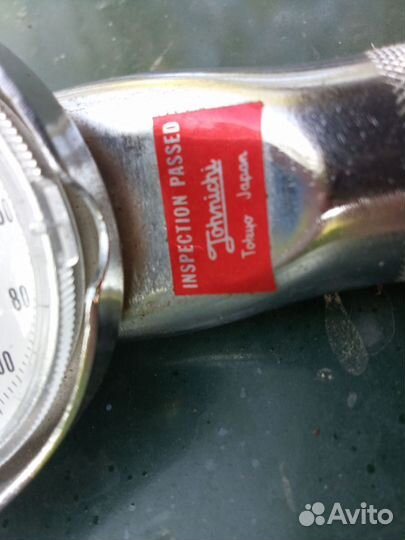 INSPECTION PASSED
Tohnichi
Tokyo Japan
80
Avito